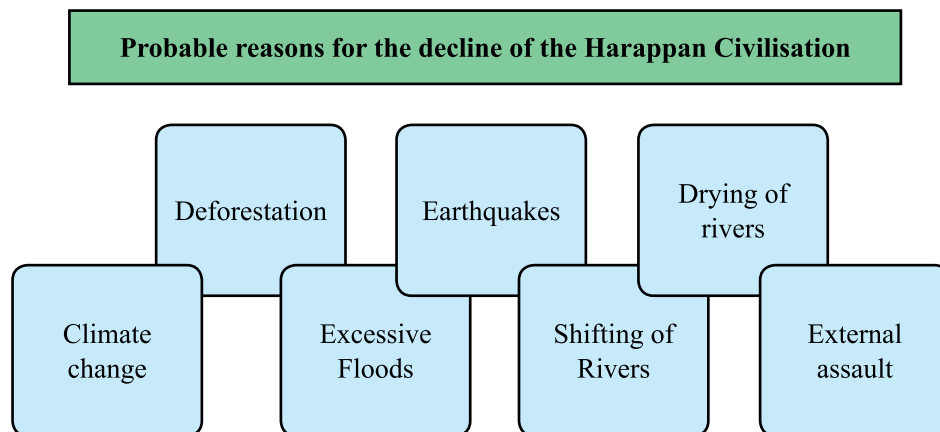 Probable reasons for the decline of the Harappan Civilisation
Deforestation
Earthquakes
Drying of
rivers
Climate
change
Excessive
Floods
Shifting of
Rivers
External
assault